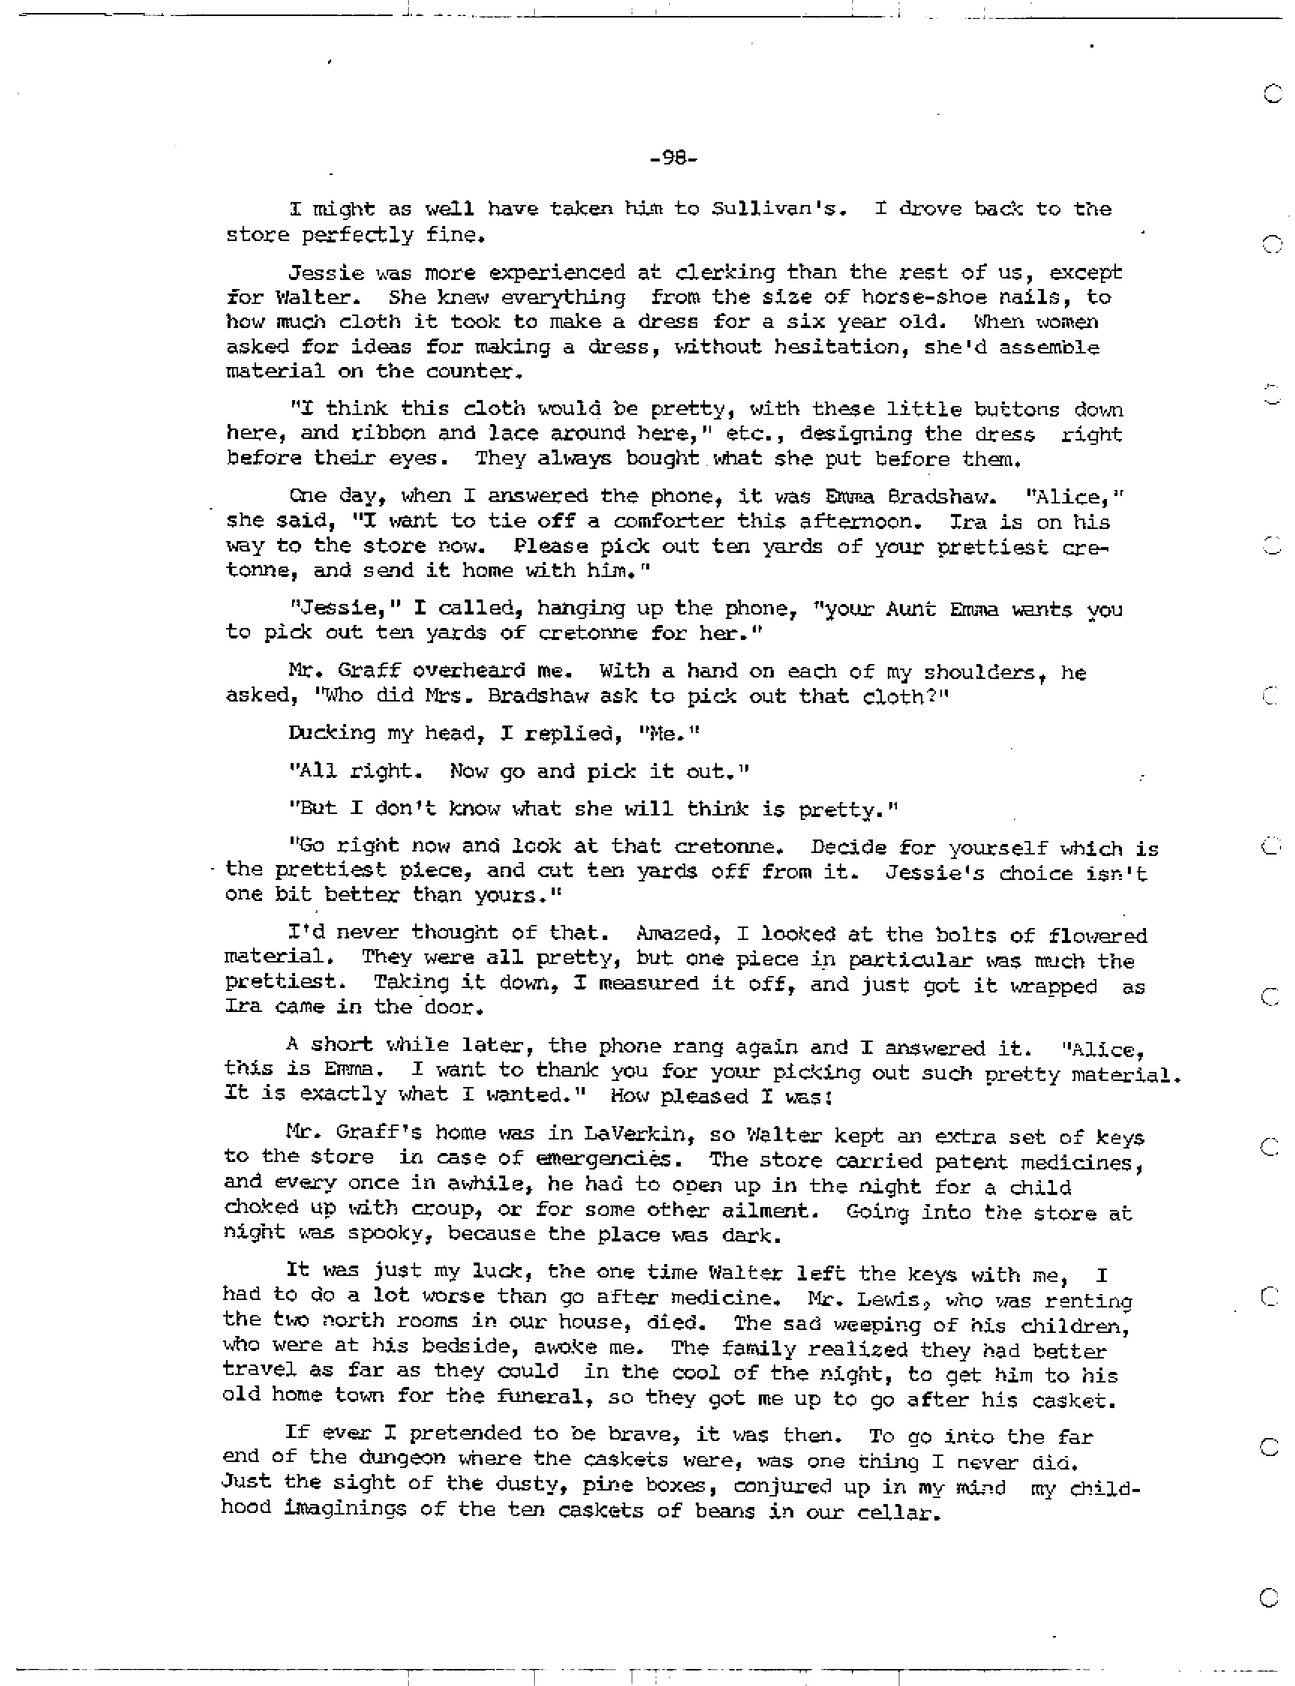 -98-
I might as well have taken him to Sullivan's. I drove back to the
store perfectly fine.
Jessie was more experienced at clerking than the rest of us, except
for Walter. She knew everything from the size of horse-shoe nails, to
how much cloth it took to make a dress for a six year old. When women
asked for ideas for making a dress, without hesitation, she'd assemble
material on the counter.
"I think this cloth would be pretty, with these little buttons down
here, and ribbon and lace around here," etc., designing the dress right
before their eyes. They always bought what she put before them.
One day, when I answered the phone, it was Emma Bradshaw. "Alice,"
she said, "I want to tie off a comforter this afternoon. Ira is on his
way to the store now. Please pick out ten yards of your prettiest cre-
tonne, and send it home with him."
"Jessie," I called, hanging up the phone, "your Aunt Emma wants you
to pick out ten yards of cretonne for her."
Mr. Graff overheard me. With a hand on each of my shoulders, he
asked, "Who did Mrs. Bradshaw ask to pick out that cloth?"
Ducking my head, I replied, "Me."
"All right. Now go and pick it out."
"But I don't know what she will think is pretty."
"Go right now and look at that cretonne. Decide for yourself which is
the prettiest piece, and cut ten yards off from it. Jessie's choice isn't
one bit better than yours."
I'd never thought of that. Amazed, I looked at the bolts of flowered
material. They were all pretty, but one piece in particular was much the
prettiest. Taking it down, I measured it off, and just got it wrapped as
Ira came in the door.
A short while later, the phone rang again and I answered it. "Alice,
this is Emma. I want to thank you for your picking out such pretty material.
It is exactly what I wanted." How pleased I was!
Mr. Graff's home was in LaVerkin, so Walter kept an extra set of keys
to the store in case of emergencies. The store carried patent medicines,
and every once in awhile, he had to open up in the night for a child
choked up with croup, or for some other ailment. Going into the store at
night was spooky, because the place was dark.
It was just my luck, the one time Walter left the keys with me, I
had to do a lot worse than go after medicine. Mr. Lewis, who was renting
the two north rooms in our house, died. The sad weeping of his children,
who were at his bedside, awoke me. The family realized they had better
travel as far as they could in the cool of the night, to get him to his
old home town for the funeral, so they got me up to go after his casket.
If ever I pretended to be brave, it was then. To go into the far
end of the dungeon where the caskets were, was one thing I never did.
Just the sight of the dusty, pine boxes, conjured up in my mind my child-
hood imaginings of the ten caskets of beans in our cellar.